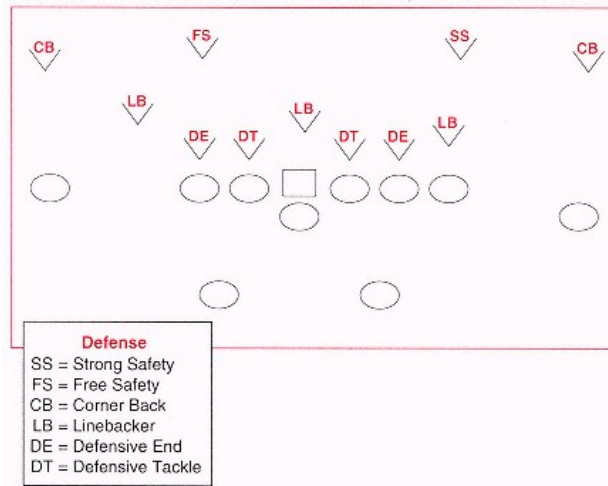 CB FS SS CB
LB LB LB
DE DT DT DE
Defense
SS = Strong Safety
FS = Free Safety
CB = Corner Back
LB = Linebacker
DE = Defensive End
DT = Defensive Tackle